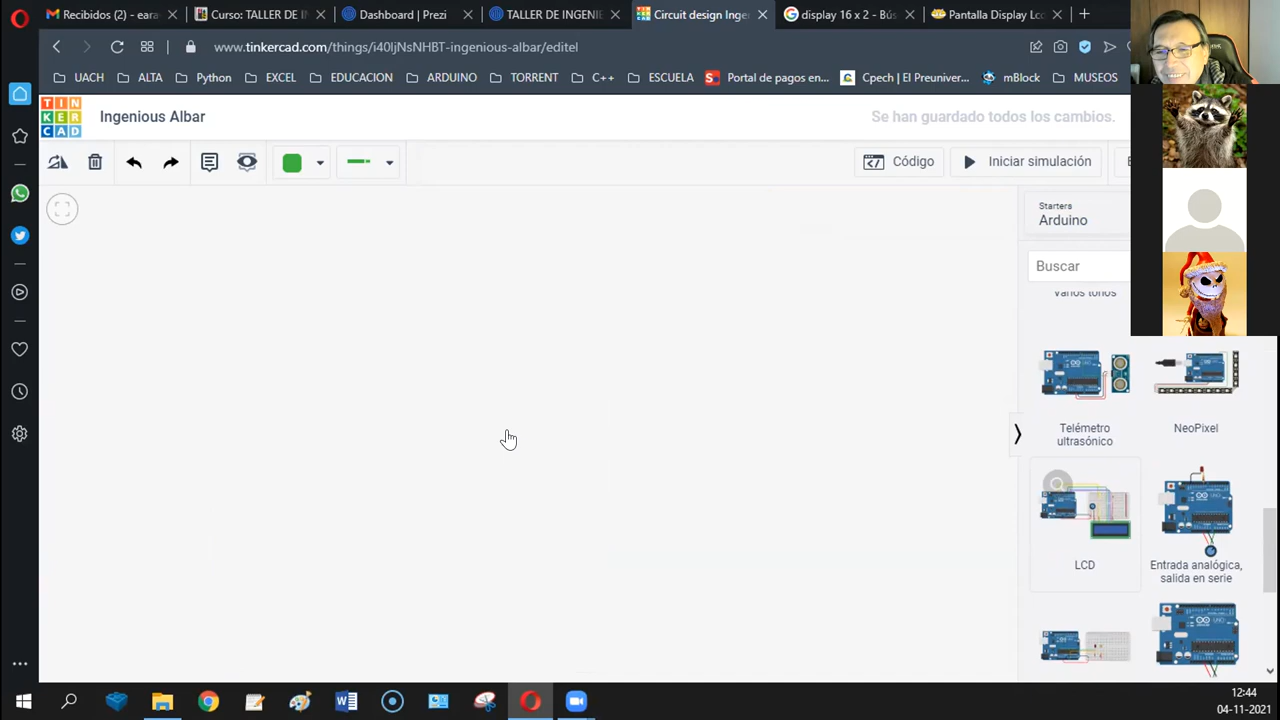 Recibidos (2) - eara
Curso: TALLER DE IN
Dashboard | Prezi
TALLER DE INGENIE
Circuit design Inge
display 16 x 2 - Bús
Pantalla Display Lc
www.tinkercad.com/things/i40ljNsNHBT-ingenious-albar/editel
UACH
ALTA
Python
EXCEL
EDUCACION
ARDUINO
TORRENT
C++
ESCUELA
Portal de pagos en...
Cpech | El Preuniver...
mBlock
MUSEOS
TIN
KER
CAD
Ingenious Albar
Se han guardado todos los cambios.
Código
Iniciar simulación
Starters
Arduino
Buscar
Varios tonos
Telémetro
ultrasónico
NeoPixel
LCD
Entrada analógica,
salida en serie
12:44
04-11-2021